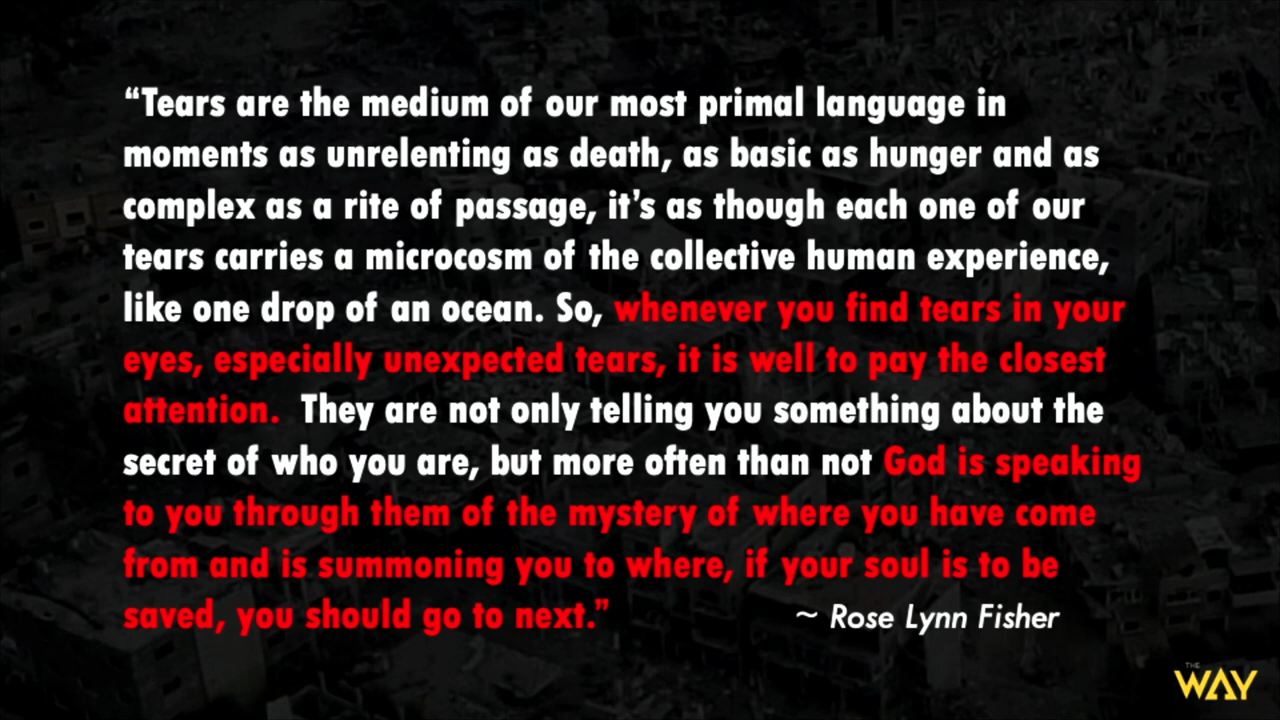 “Tears are the medium of our most primal language in
moments as unrelenting as death, as basic as hunger and as
complex as a rite of passage, it’s as though each one of our
tears carries a microcosm of the collective human experience,
like one drop of an ocean. So, whenever you find tears in your
eyes, especially unexpected tears, it is well to pay the closest
attention.  They are not only telling you something about the
secret of who you are, but more often than not God is speaking
to you through them of the mystery of where you have come
from and is summoning you to where, if your soul is to be
saved, you should go to next.” ~ Rose Lynn Fisher
THE
WAY